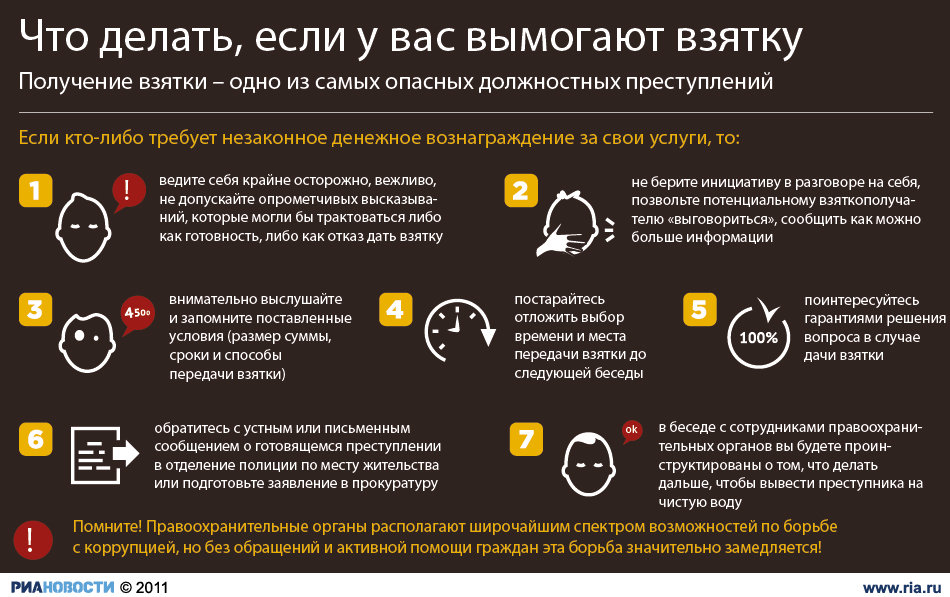 Что делать, если у вас вымогают взятку
Получение взятки – одно из самых опасных должностных преступлений
Если кто-либо требует незаконное денежное вознаграждение за свои услуги, то:
1
!
ведите себя крайне осторожно, вежливо,
не допускайте опрометчивых высказыва-
ний, которые могли бы трактоваться либо
как готовность, либо как отказ дать взятку
2
не берите инициативу в разговоре на себя,
позвольте потенциальному взяткополуча-
телю «выговориться», сообщить как можно
больше информации
3
4500
внимательно выслушайте
и запомните поставленные
условия (размер суммы,
сроки и способы
передачи взятки)
4
постарайтесь
отложить выбор
времени и места
передачи взятки до
следующей беседы
5
100%
поинтересуйтесь
гарантиями решения
вопроса в случае
дачи взятки
6
обратитесь с устным или письменным
сообщением о готовящемся преступлении
в отделение полиции по месту жительства
или подготовьте заявление в прокуратуру
7
ok
в беседе с сотрудниками правоохрани-
тельных органов вы будете проин-
структированы о том, что делать
дальше, чтобы вывести преступника на
чистую воду
!
Помните! Правоохранительные органы располагают широчайшим спектром возможностей по борьбе
с коррупцией, но без обращений и активной помощи граждан эта борьба значительно замедляется!
РИАНОВОСТИ © 2011
www.ria.ru